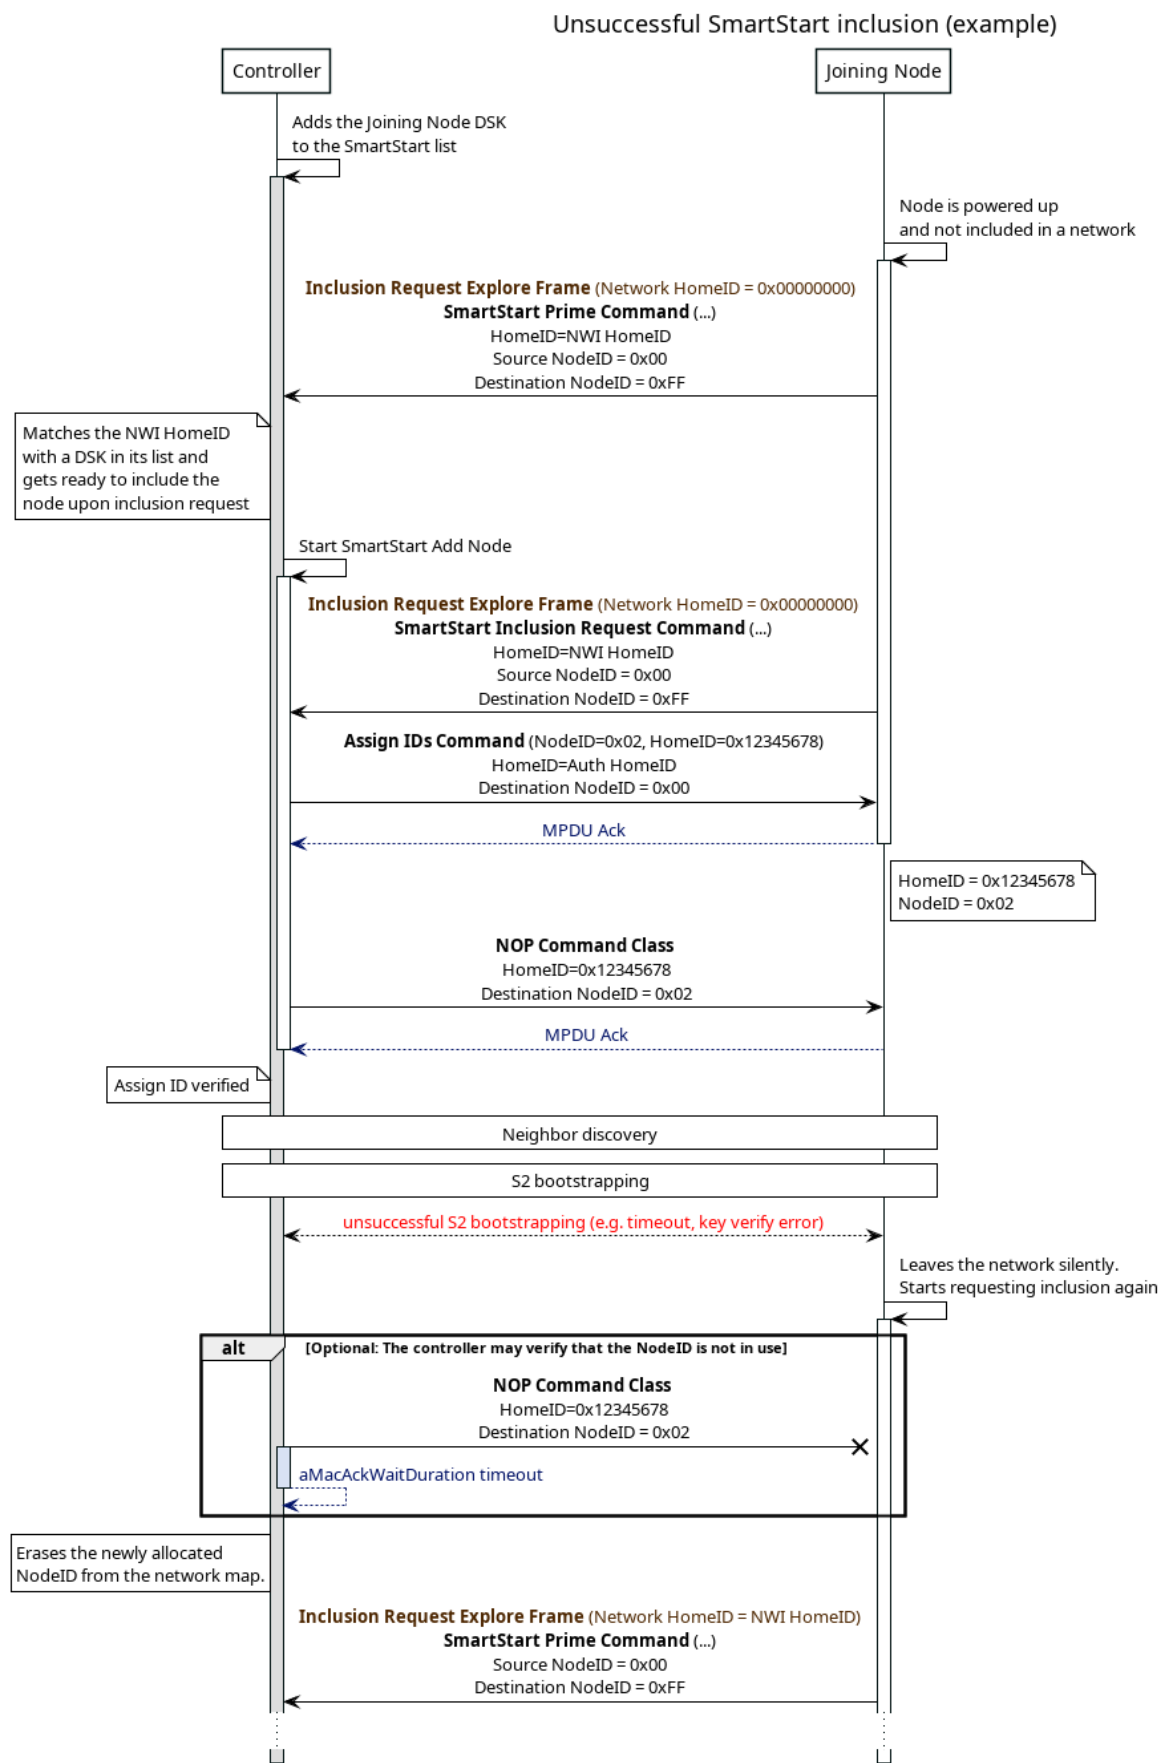 Unsuccessful SmartStart inclusion (example)
Controller
Joining Node
Adds the Joining Node DSK
to the SmartStart list
Node is powered up
and not included in a network
Inclusion Request Explore Frame (Network HomeID = 0x00000000)
SmartStart Prime Command (...)
HomeID=NWI HomeID
Source NodeID = 0x00
Destination NodeID = 0xFF
Matches the NWI HomeID
with a DSK in its list and
gets ready to include the
node upon inclusion request
Start SmartStart Add Node
Inclusion Request Explore Frame (Network HomeID = 0x00000000)
SmartStart Inclusion Request Command (...)
HomeID=NWI HomeID
Source NodeID = 0x00
Destination NodeID = 0xFF
Assign IDs Command (NodeID=0x02, HomeID=0x12345678)
HomeID=Auth HomeID
Destination NodeID = 0x00
MPDU Ack
HomeID = 0x12345678
NodeID = 0x02
NOP Command Class
HomeID=0x12345678
Destination NodeID = 0x02
MPDU Ack
Assign ID verified
Neighbor discovery
S2 bootstrapping
unsuccessful S2 bootstrapping (e.g. timeout, key verify error)
Leaves the network silently.
Starts requesting inclusion again
alt
[Optional: The controller may verify that the NodeID is not in use]
NOP Command Class
HomeID=0x12345678
Destination NodeID = 0x02
aMacAckWaitDuration timeout
Erases the newly allocated
NodeID from the network map.
Inclusion Request Explore Frame (Network HomeID = NWI HomeID)
SmartStart Prime Command (...)
Source NodeID = 0x00
Destination NodeID = 0xFF